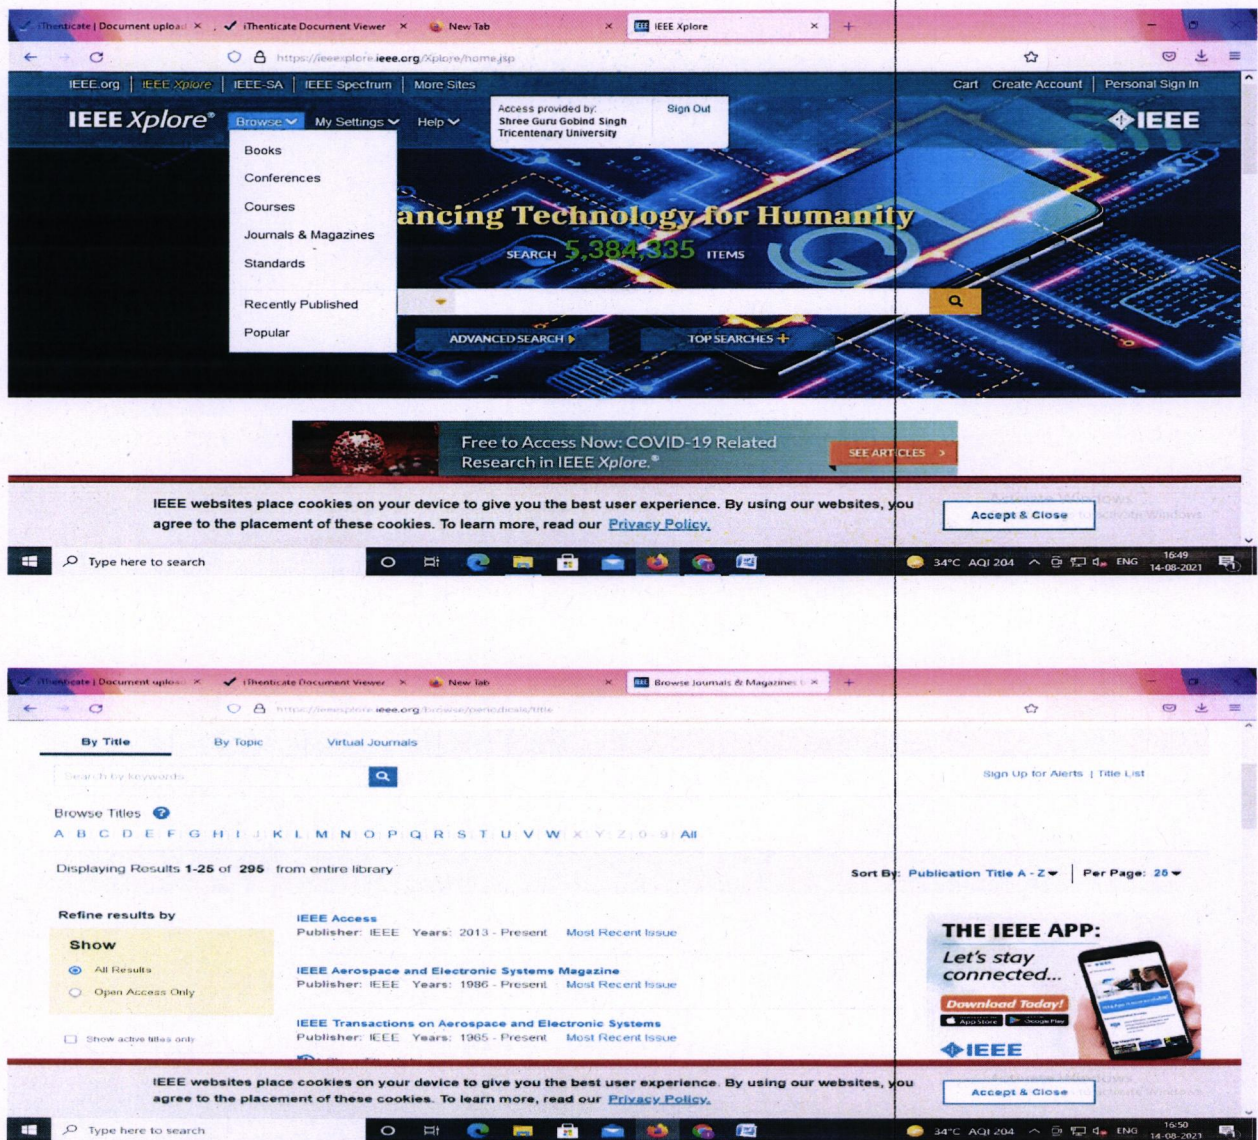 iThenticate | Document upload
iThenticate Document Viewer
New Tab
IEEE Xplore
https://ieeexplore.ieee.org/Xplore/home.jsp
IEEE.org IEEE Xplore IEEE-SA IEEE Spectrum More Sites
Cart Create Account Personal Sign In
IEEE Xplore® Browse My Settings Help
Access provided by:
Shree Guru Gobind Singh
Tricentenary University
Sign Out
IEEE
Books
Conferences
Courses
Journals & Magazines
Standards
Recently Published
Popular
ancing Technology for Humanity
SEARCH 5,384,335 ITEMS
ADVANCED SEARCH
TOP SEARCHES
Free to Access Now: COVID-19 Related
Research in IEEE Xplore.®
SEE ARTICLES >
IEEE websites place cookies on your device to give you the best user experience. By using our websites, you
agree to the placement of these cookies. To learn more, read our Privacy Policy.
Accept & Close
Activate Windows
Type here to search
34°C AQI 204 ENG
16:49
14-08-2021
iThenticate | Document upload
iThenticate Document Viewer
New Tab
Browse Journals & Magazines
https://ieeexplore.ieee.org/browse/periodicals/title
By Title By Topic Virtual Journals
Search by keywords
Sign Up for Alerts | Title List
Browse Titles
A B C D E F G H I J K L M N O P Q R S T U V W X Y Z 0-9 All
Displaying Results 1-25 of 295 from entire library
Sort By: Publication Title A - Z Per Page: 25
Refine results by
Show
All Results
Open Access Only
Show active titles only
IEEE Access
Publisher: IEEE Years: 2013 - Present Most Recent Issue
IEEE Aerospace and Electronic Systems Magazine
Publisher: IEEE Years: 1986 - Present Most Recent Issue
IEEE Transactions on Aerospace and Electronic Systems
Publisher: IEEE Years: 1965 - Present Most Recent Issue
THE IEEE APP:
Let's stay
connected...
Download Today!
App Store Google Play
IEEE
IEEE websites place cookies on your device to give you the best user experience. By using our websites, you
agree to the placement of these cookies. To learn more, read our Privacy Policy.
Accept & Close
Activate Windows
Type here to search
34°C AQI 204 ENG
16:50
14-08-2021